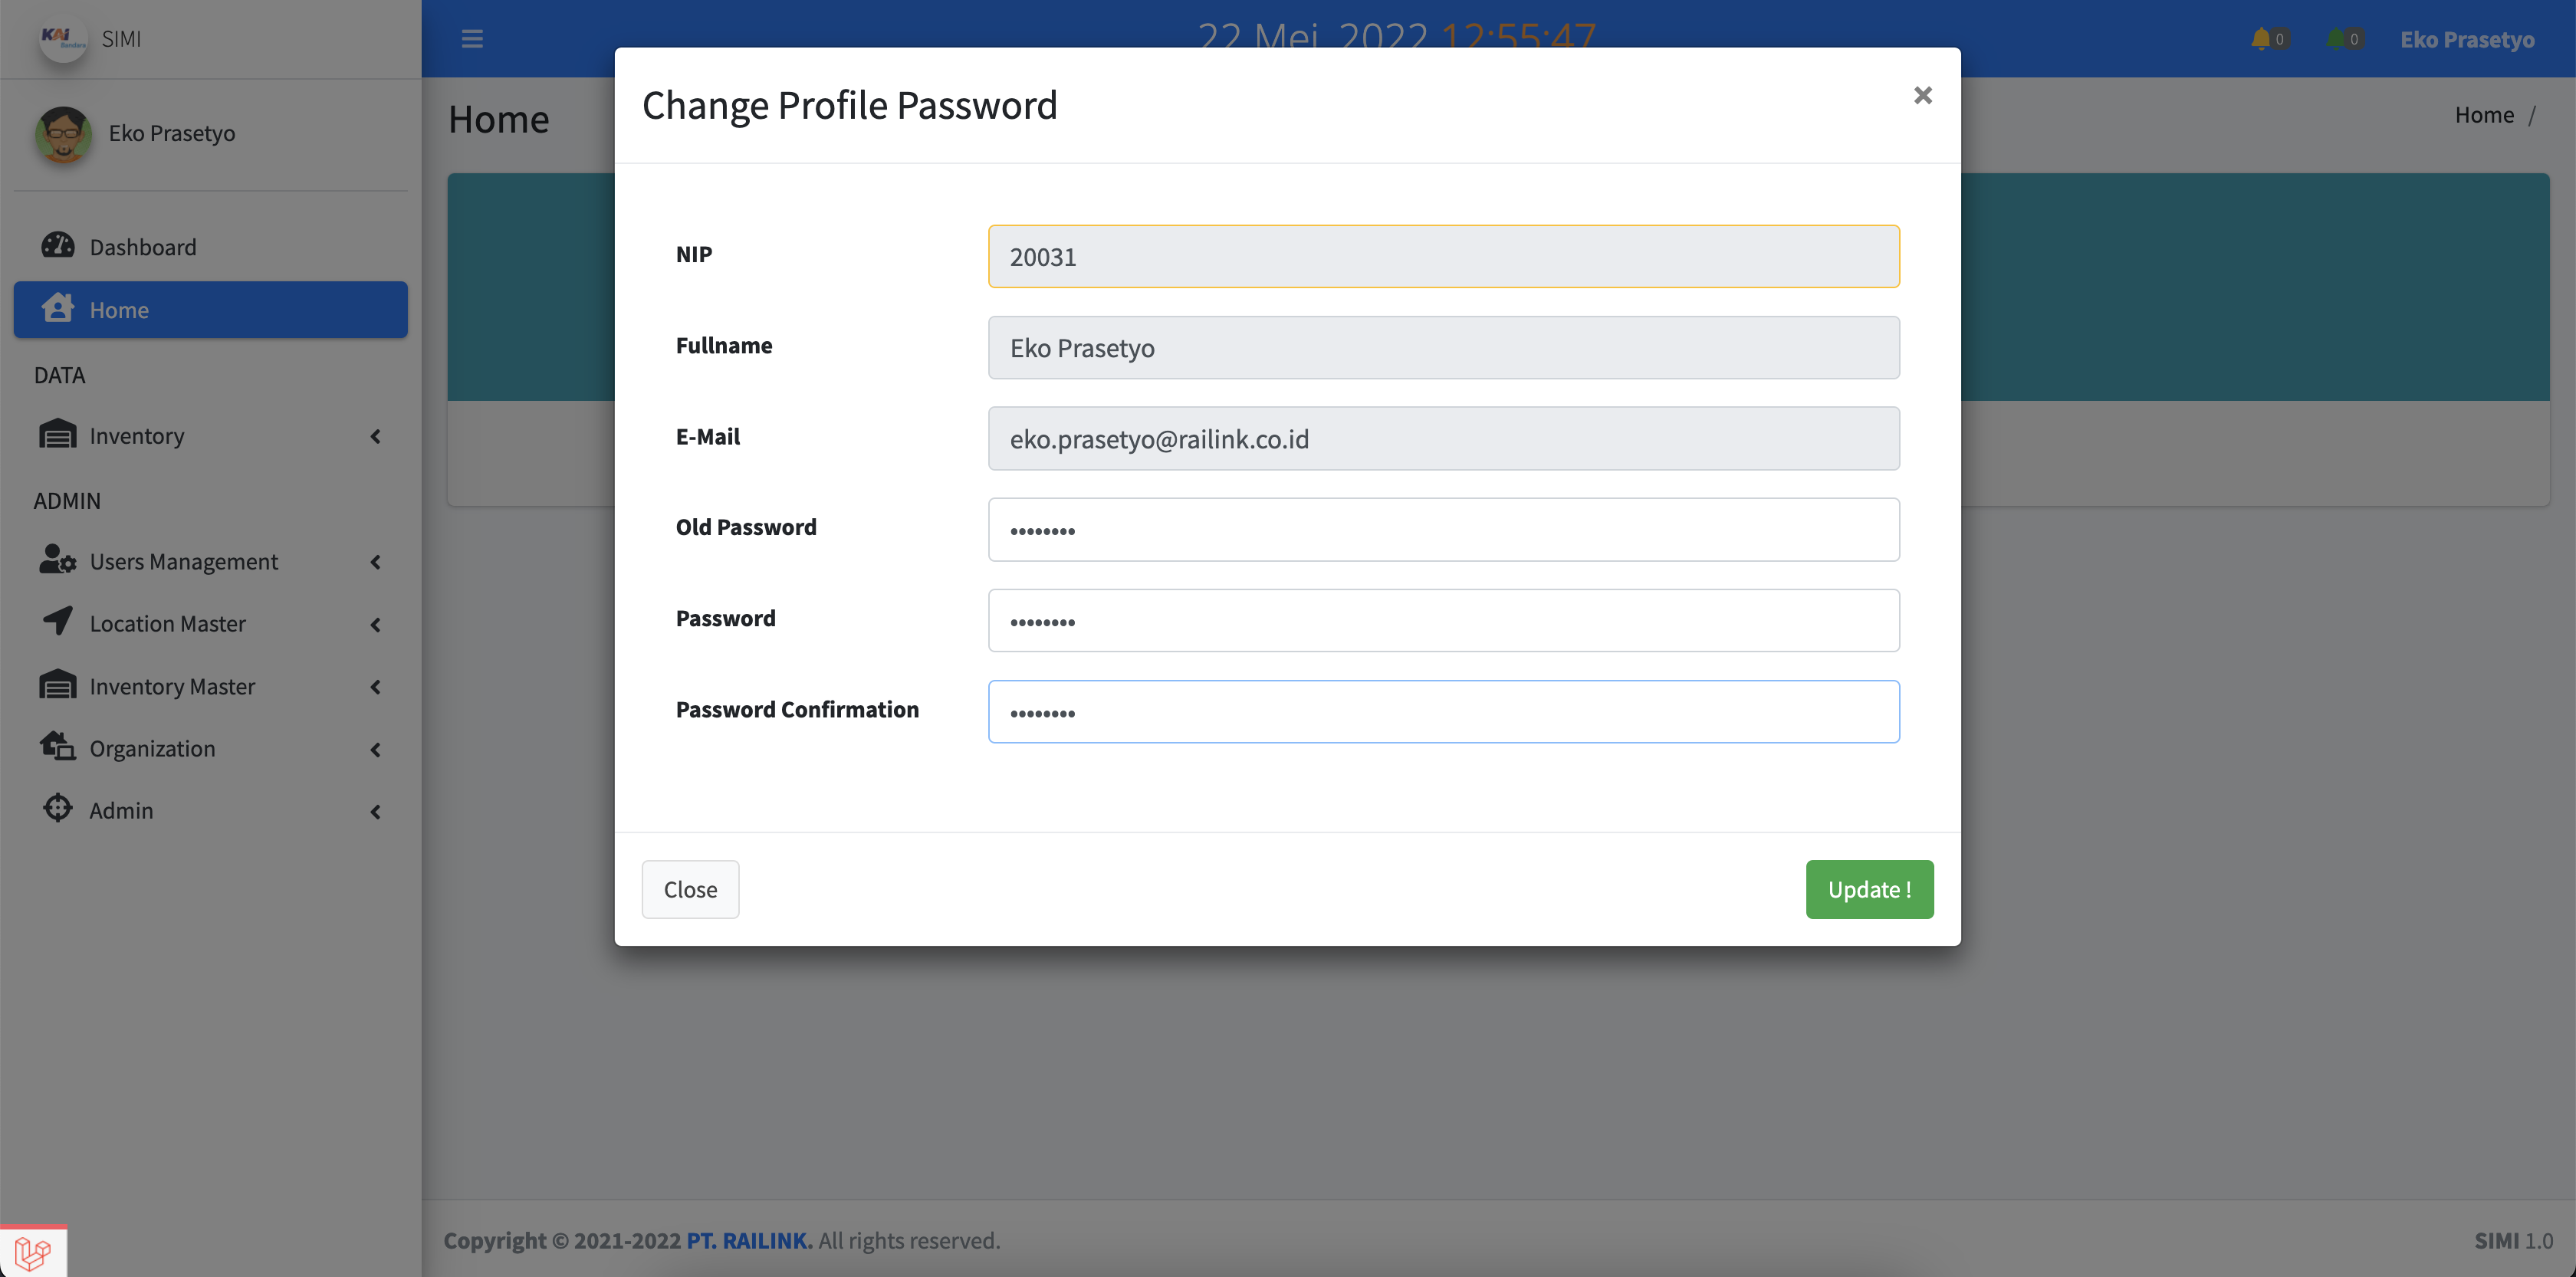 KAI Bandara
SIMI
22 Mei 2022 12:55:47
0
0
Eko Prasetyo
Eko Prasetyo
Dashboard
Home
DATA
Inventory
ADMIN
Users Management
Location Master
Inventory Master
Organization
Admin
Home
Home /
Change Profile Password
×
NIP
20031
Fullname
Eko Prasetyo
E-Mail
eko.prasetyo@railink.co.id
Old Password
••••••••
Password
••••••••
Password Confirmation
••••••••
Close
Update !
Copyright © 2021-2022 PT. RAILINK. All rights reserved.
SIMI 1.0